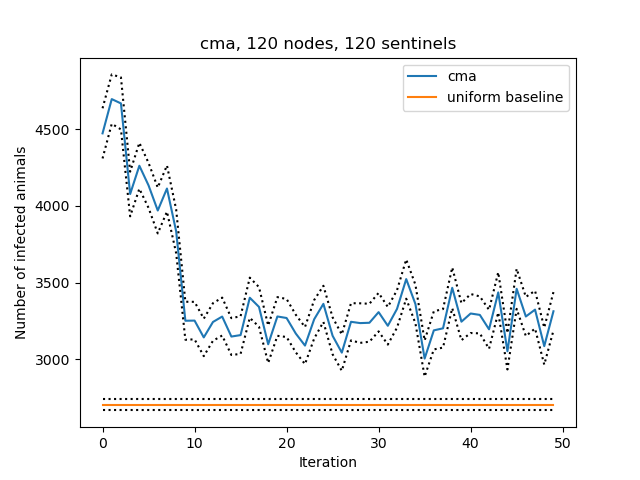 cma, 120 nodes, 120 sentinels
cma
uniform baseline
Number of infected animals
4500
4000
3500
3000
0 10 20 30 40 50
Iteration